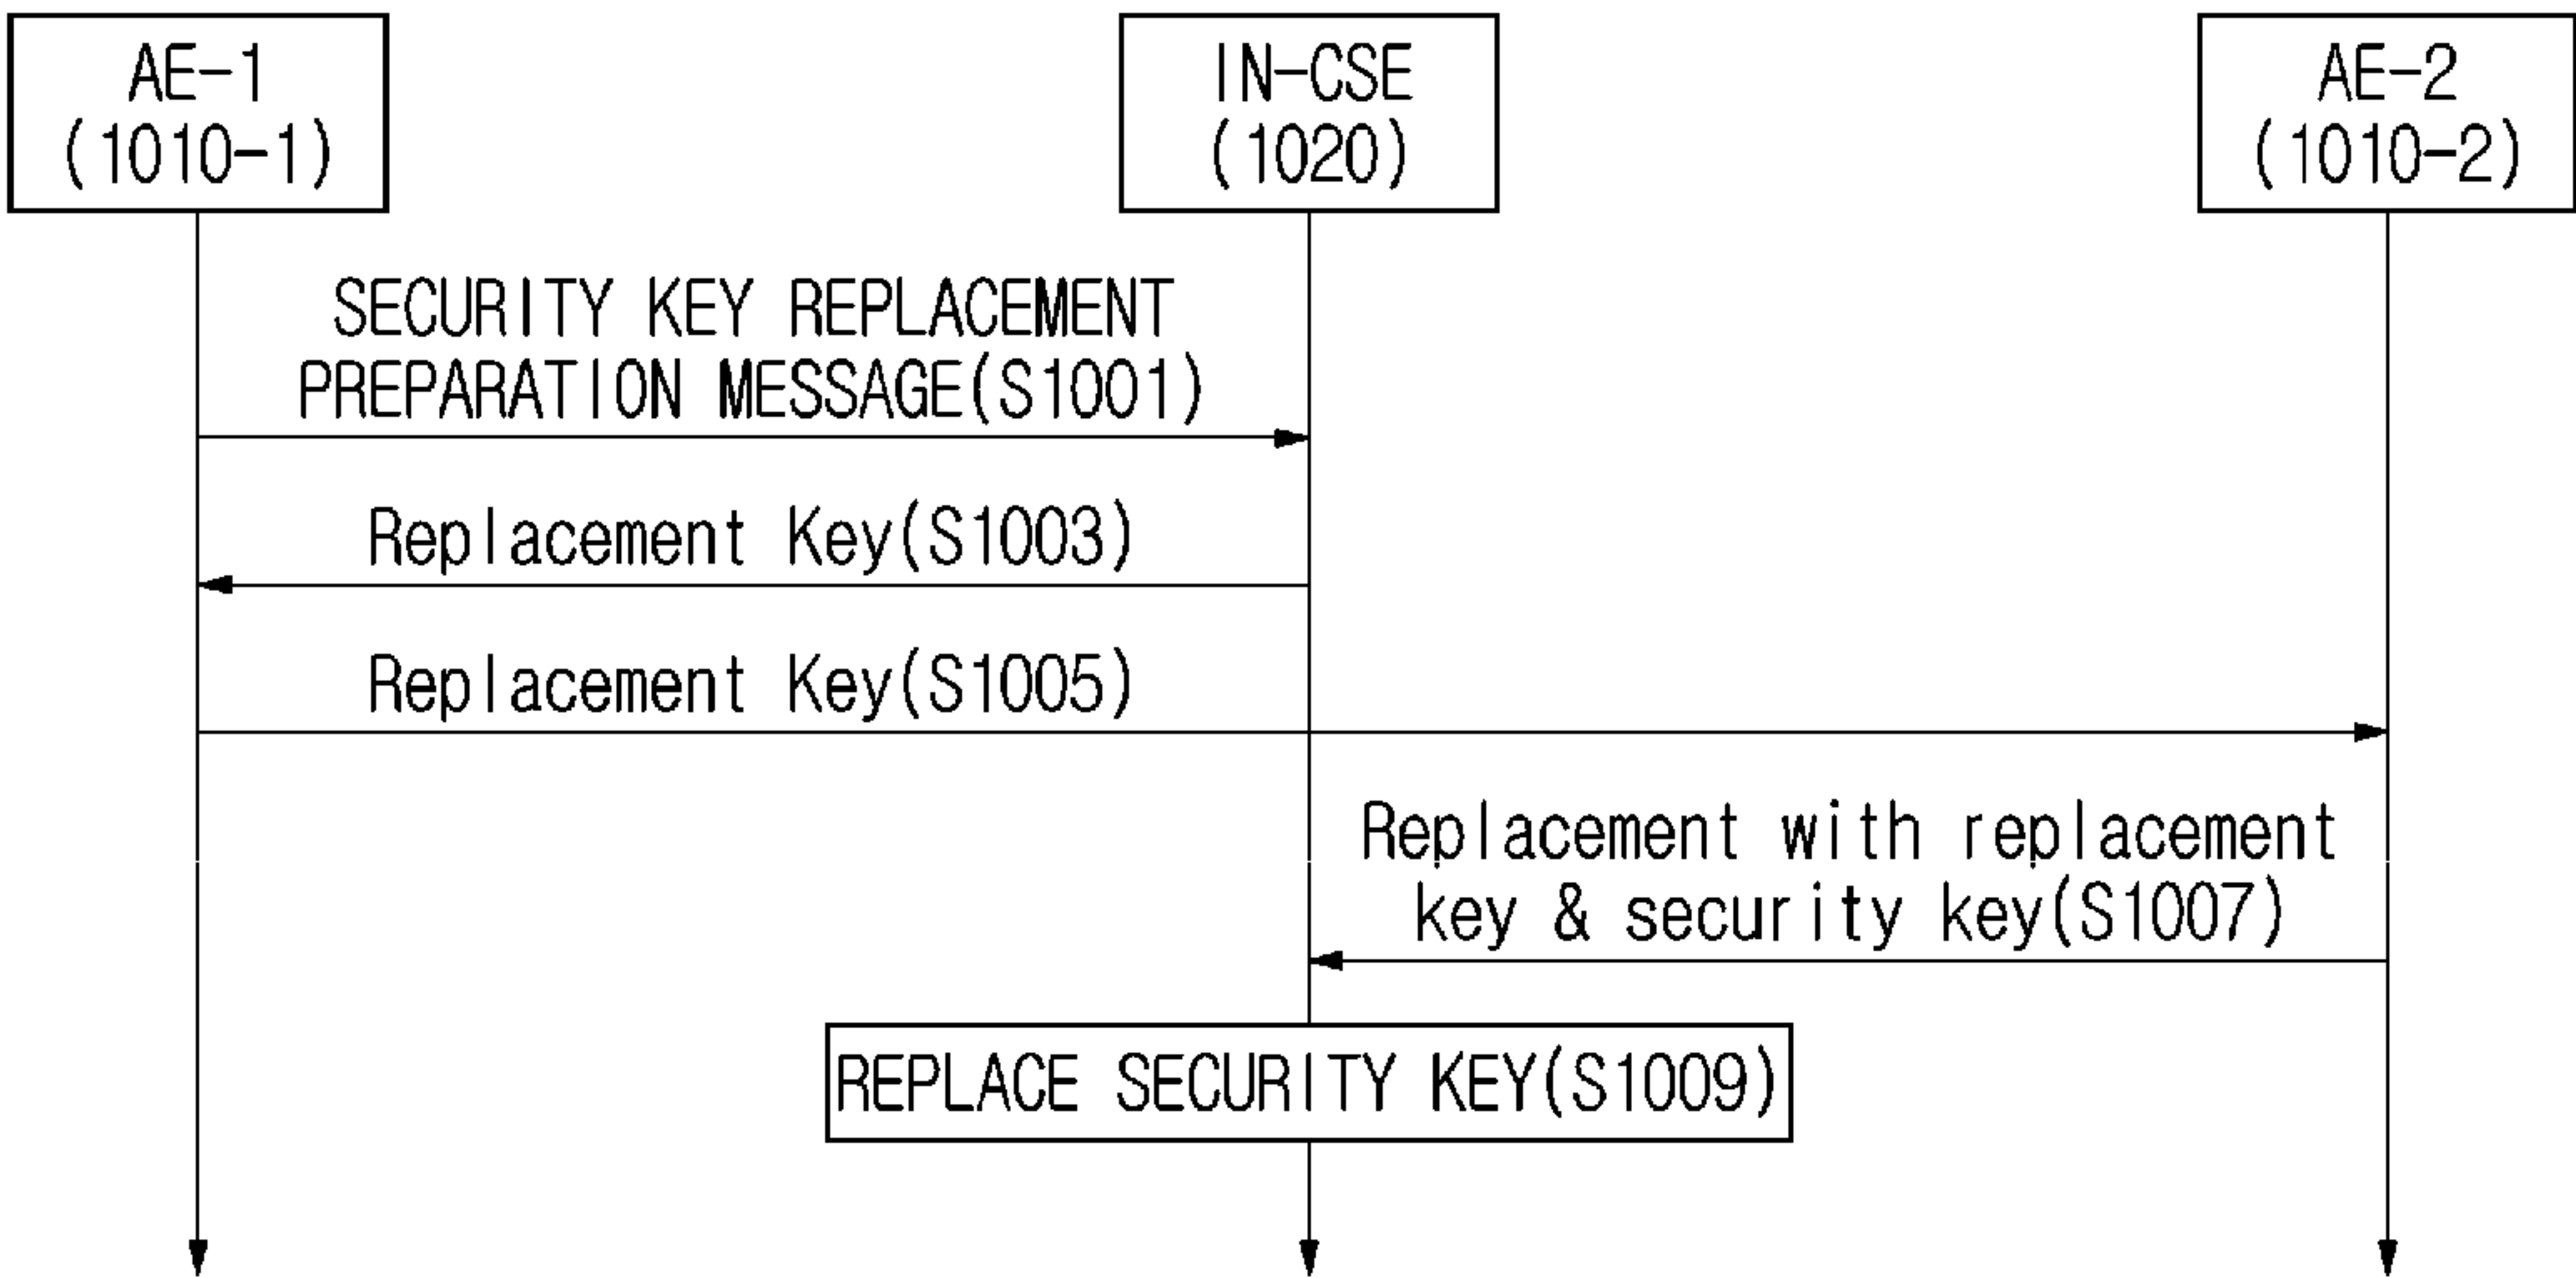 AE-1
(1010-1)
IN-CSE
(1020)
AE-2
(1010-2)
SECURITY KEY REPLACEMENT
PREPARATION MESSAGE(S1001)
Replacement Key(S1003)
Replacement Key(S1005)
Replacement with replacement
key & security key(S1007)
REPLACE SECURITY KEY(S1009)